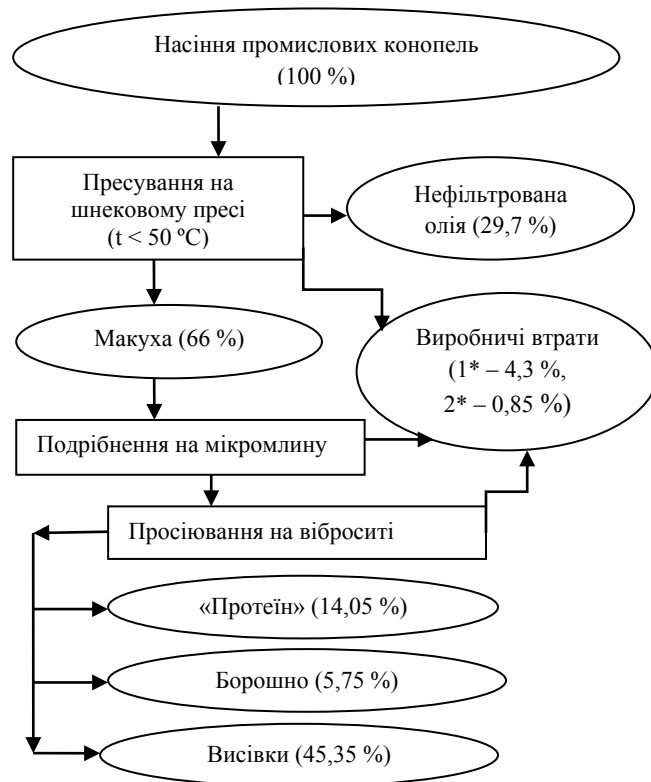 Насіння промислових конопель
(100 %)
Пресування на
шнековому пресі
(t < 50 ºС)
Нефільтрована
олія (29,7 %)
Макуха (66 %)
Виробничі втрати
(1* – 4,3 %,
2* – 0,85 %)
Подрібнення на мікромлину
Просіювання на віброситі
«Протеїн» (14,05 %)
Борошно (5,75 %)
Висівки (45,35 %)